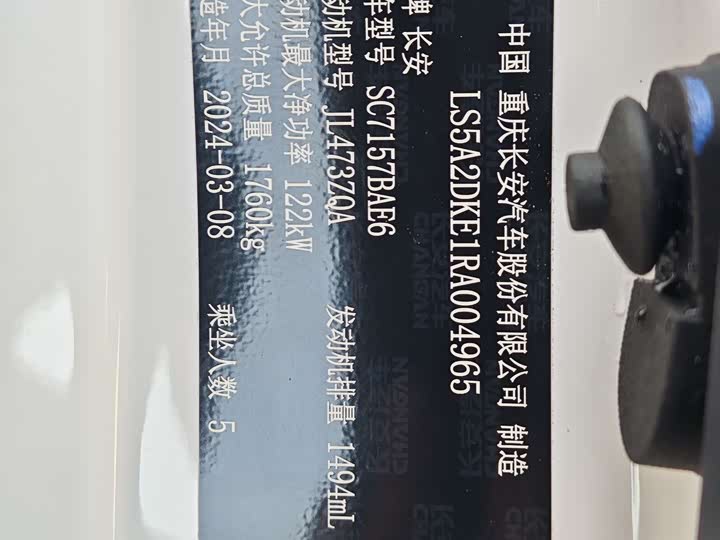 中国 重庆长安汽车股份有限公司 制造
LS5A2DKE1RA004965
牌 长安
车型号 SC7157BAE6
动机型号 JL473ZQA 发动机排量 1494mL
动机最大净功率 122kW
大允许总质量 1760kg
造年月 2024-03-08 乘坐人数 5